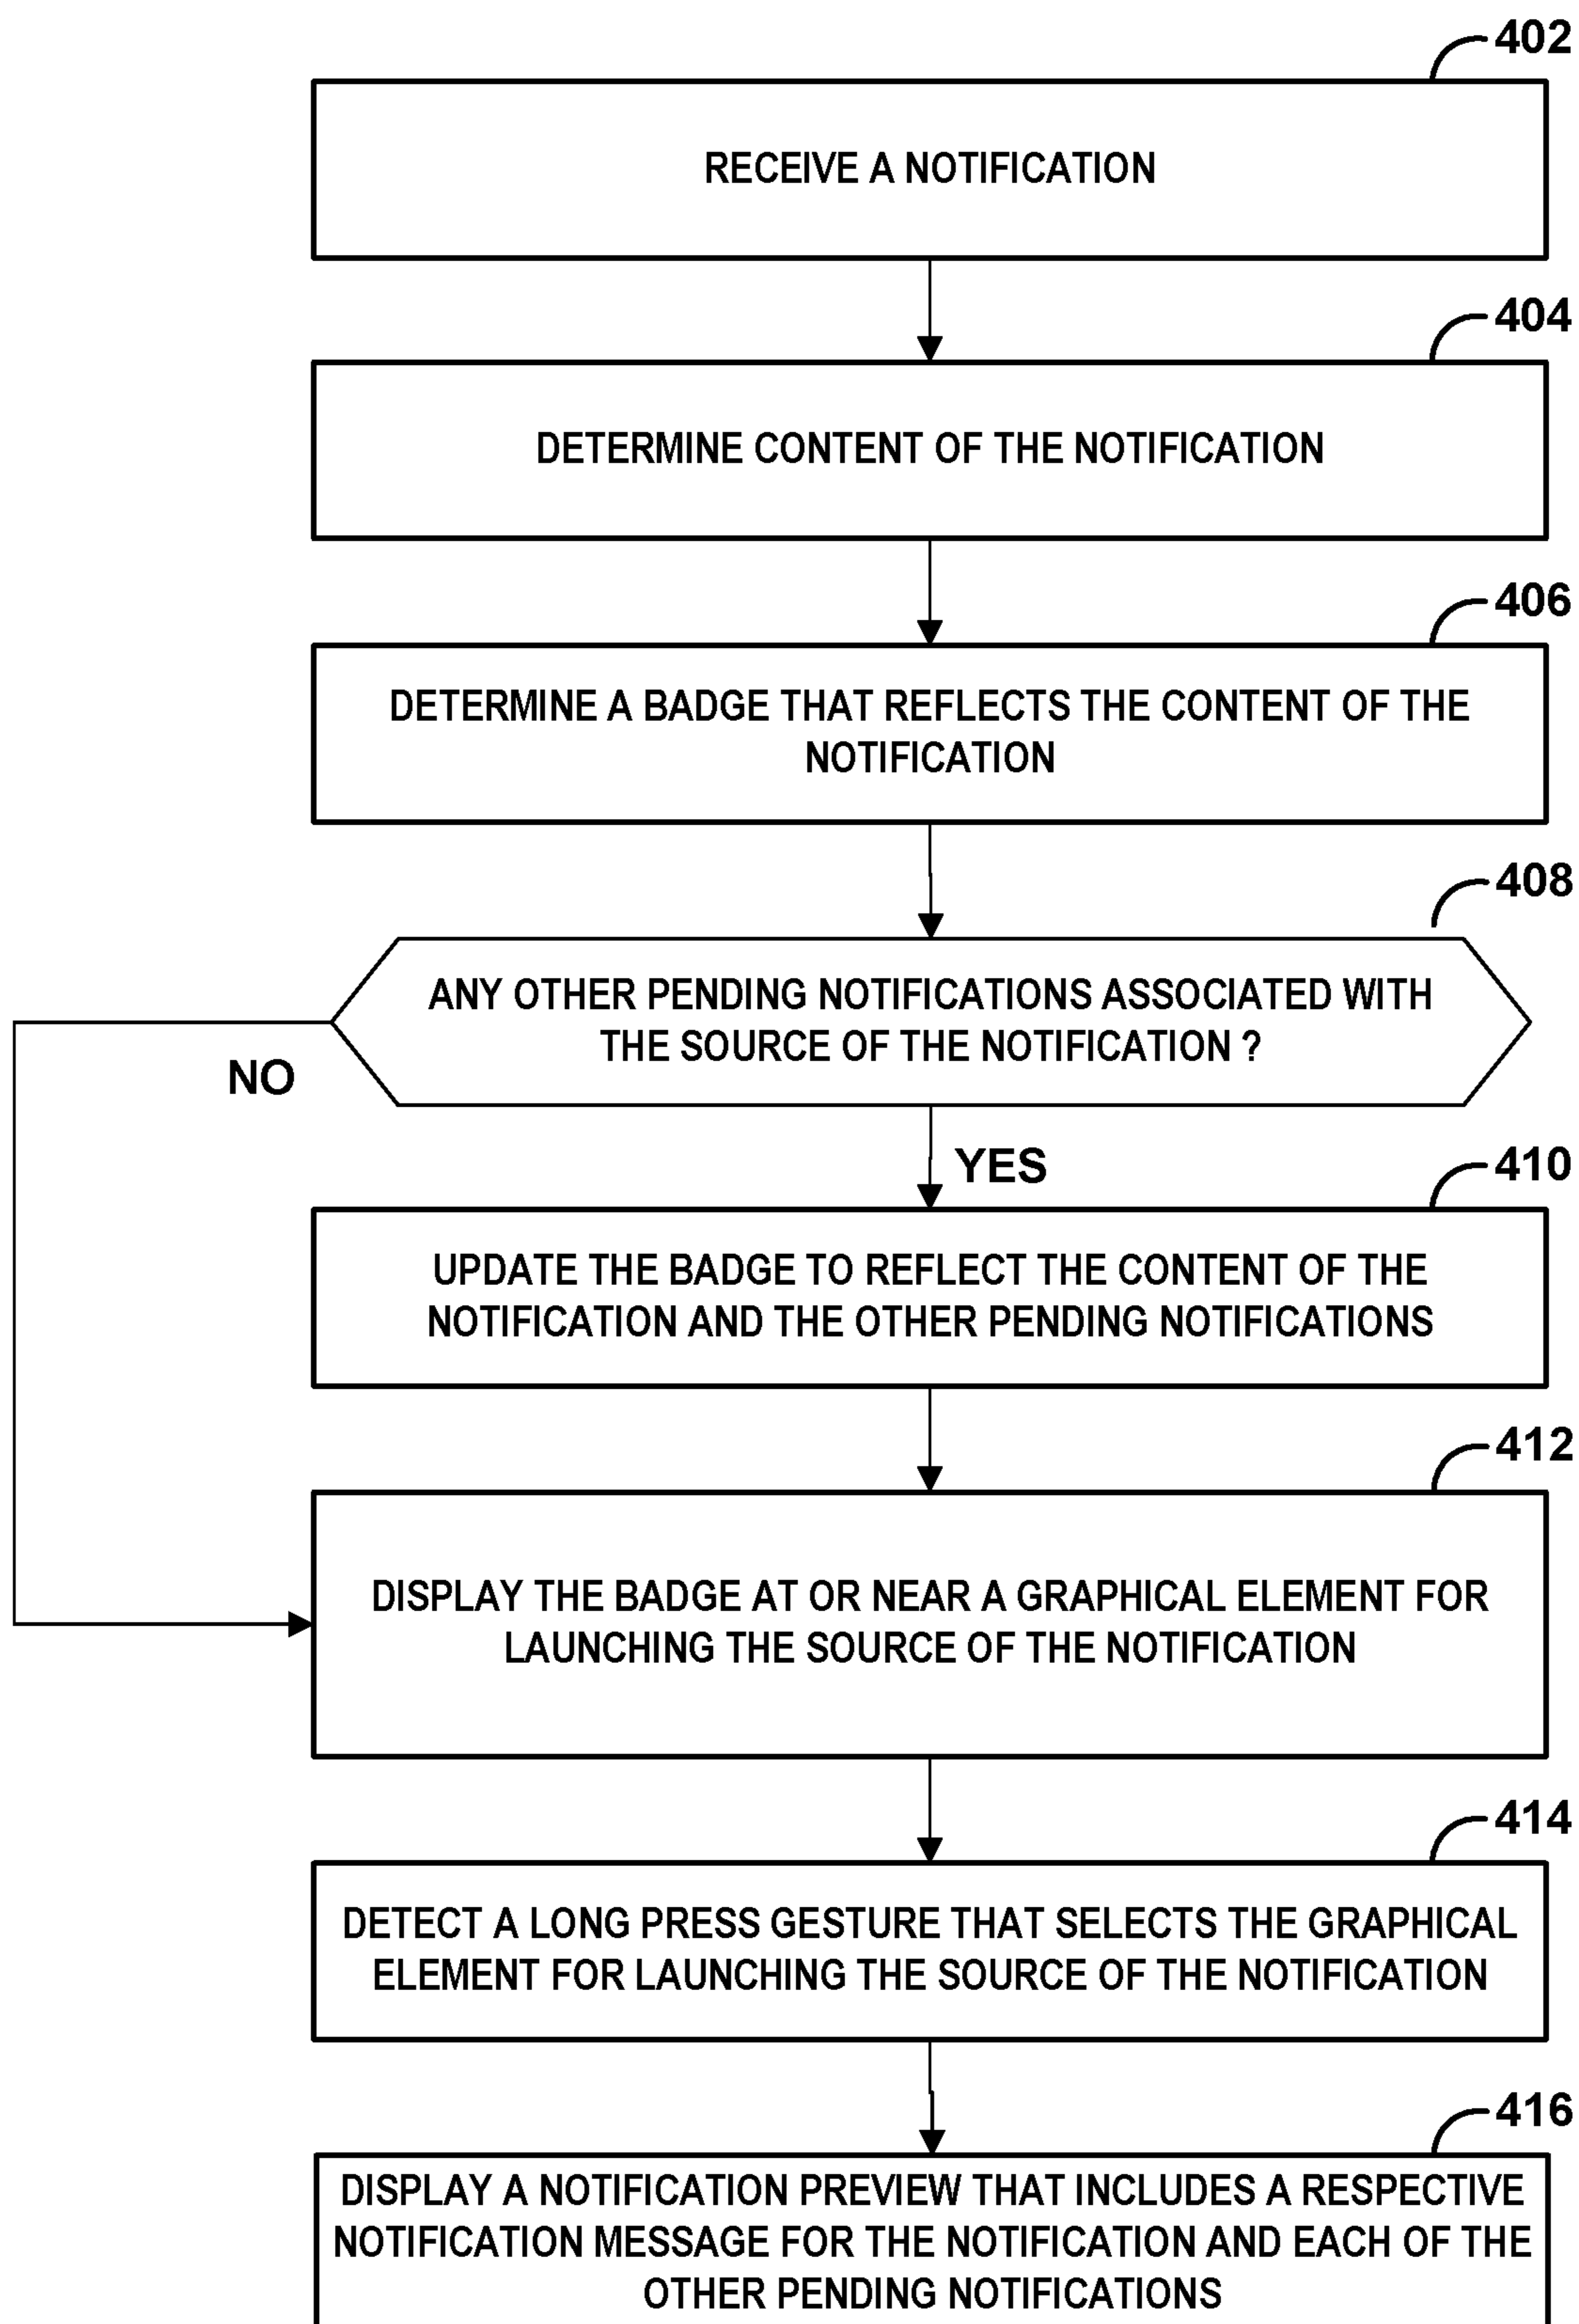 402
RECEIVE A NOTIFICATION
404
DETERMINE CONTENT OF THE NOTIFICATION
406
DETERMINE A BADGE THAT REFLECTS THE CONTENT OF THE
NOTIFICATION
408
ANY OTHER PENDING NOTIFICATIONS ASSOCIATED WITH
THE SOURCE OF THE NOTIFICATION ?
NO
YES
410
UPDATE THE BADGE TO REFLECT THE CONTENT OF THE
NOTIFICATION AND THE OTHER PENDING NOTIFICATIONS
412
DISPLAY THE BADGE AT OR NEAR A GRAPHICAL ELEMENT FOR
LAUNCHING THE SOURCE OF THE NOTIFICATION
414
DETECT A LONG PRESS GESTURE THAT SELECTS THE GRAPHICAL
ELEMENT FOR LAUNCHING THE SOURCE OF THE NOTIFICATION
416
DISPLAY A NOTIFICATION PREVIEW THAT INCLUDES A RESPECTIVE
NOTIFICATION MESSAGE FOR THE NOTIFICATION AND EACH OF THE
OTHER PENDING NOTIFICATIONS